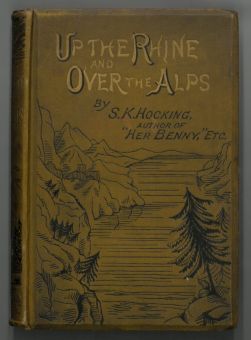 UP THE RHINE
AND
OVER THE ALPS
BY
S. K. HOCKING,
AUTHOR OF
"HER BENNY," ETC.